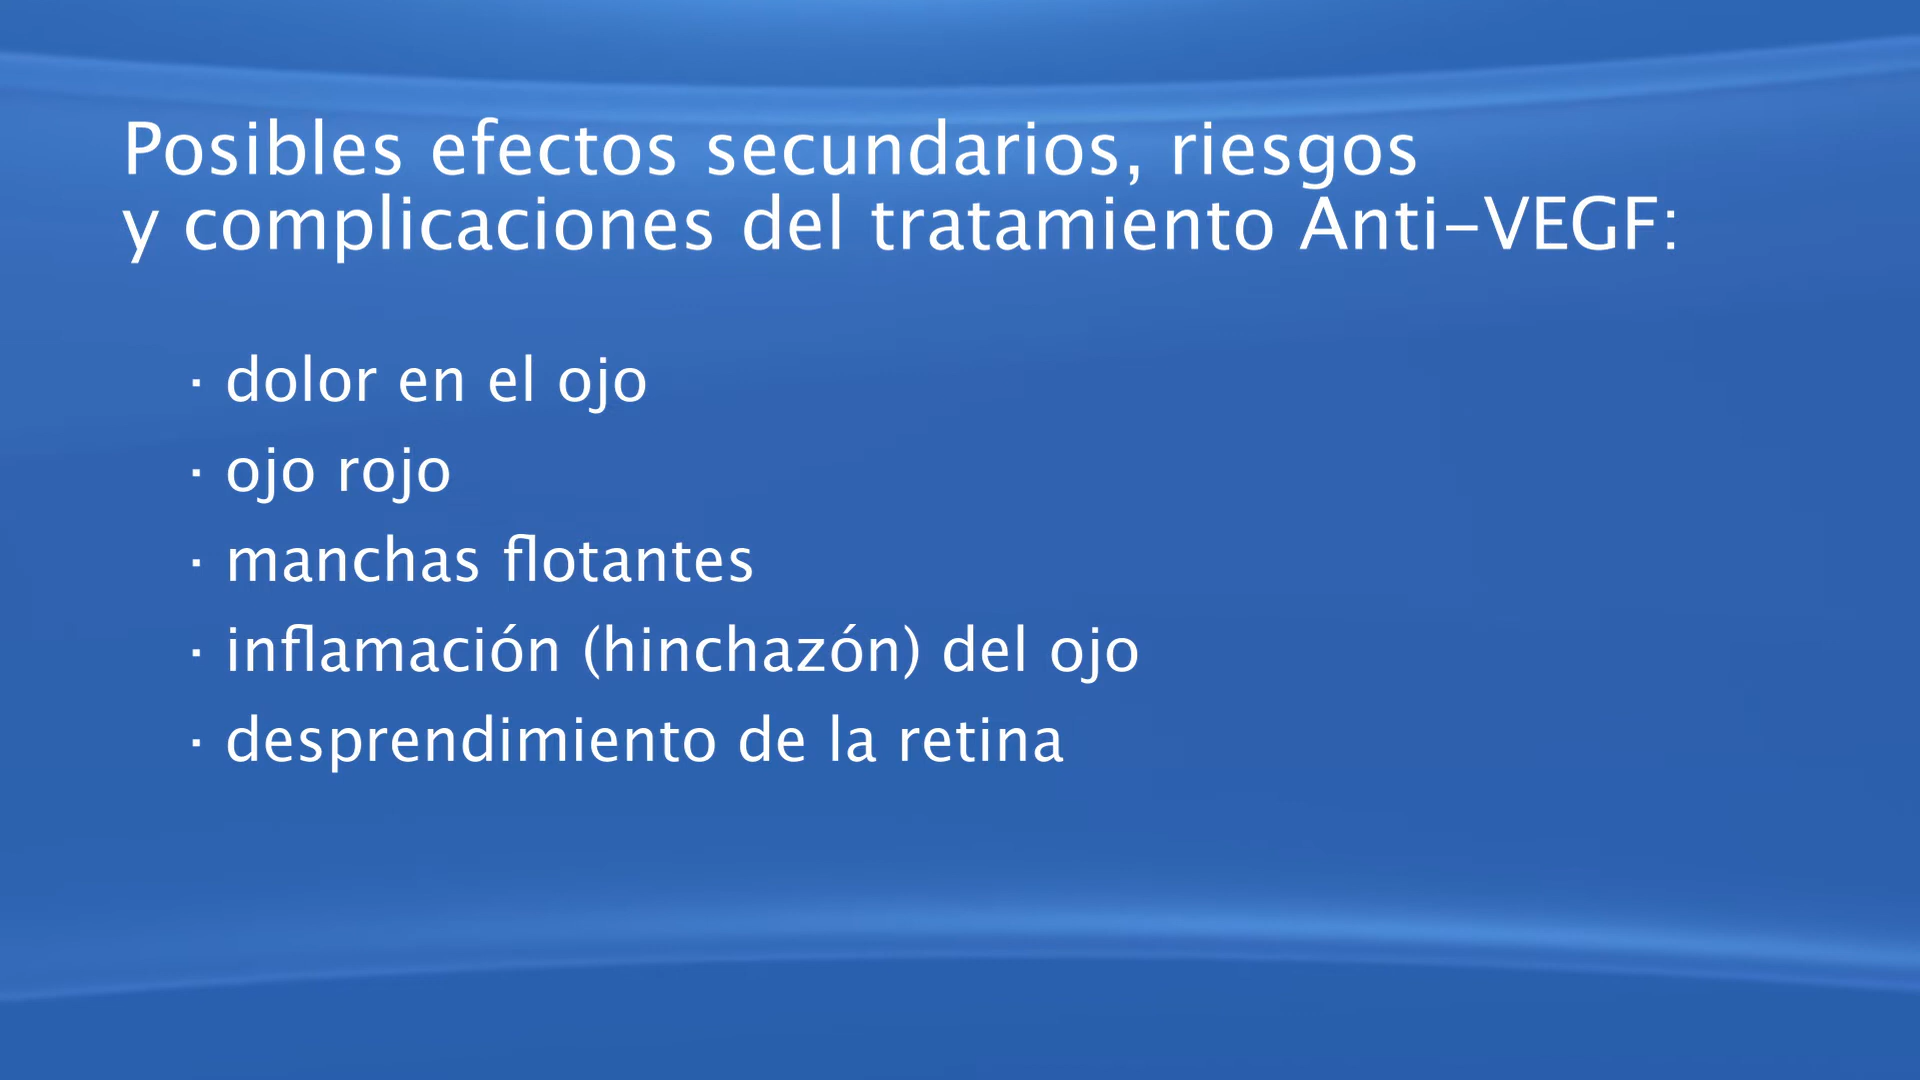 Posibles efectos secundarios, riesgos
y complicaciones del tratamiento Anti-VEGF:
· dolor en el ojo
· ojo rojo
· manchas flotantes
· inflamación (hinchazón) del ojo
· desprendimiento de la retina